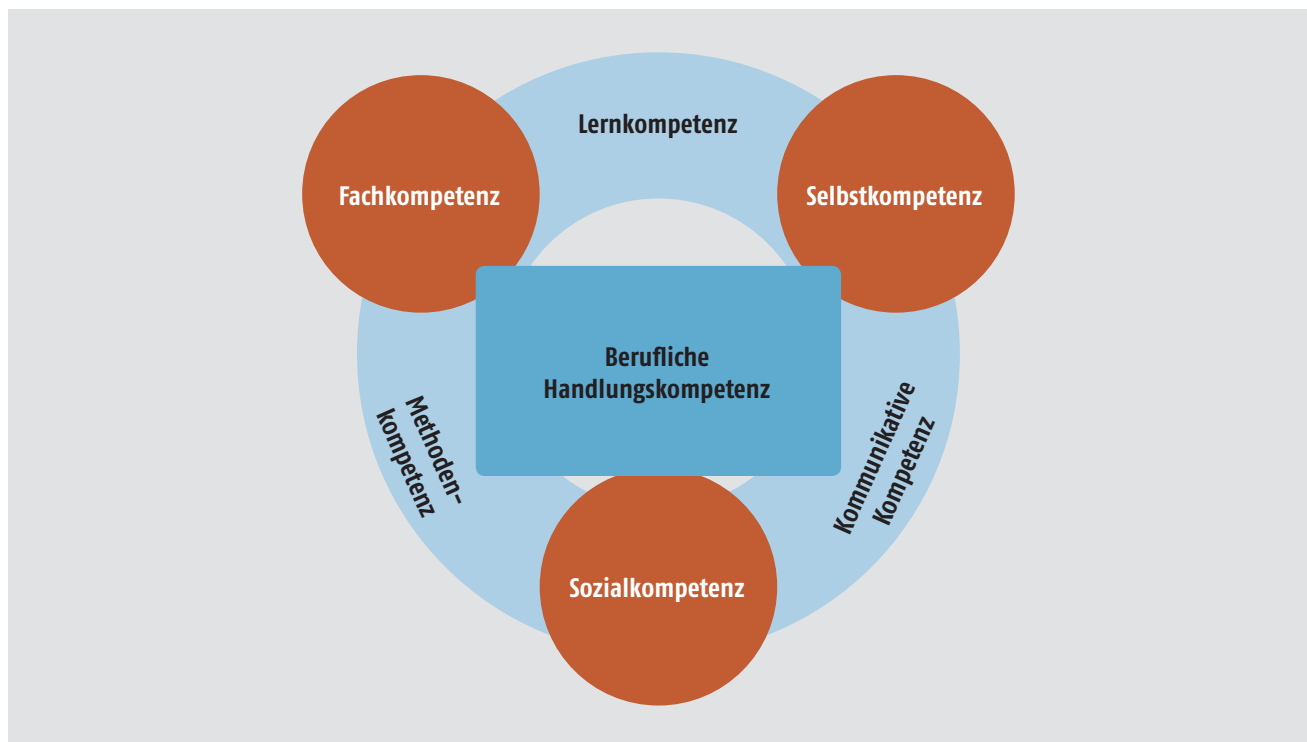 Lernkompetenz
Fachkompetenz
Selbstkompetenz
Berufliche
Handlungskompetenz
Methoden-
kompetenz
Kommunikative
Kompetenz
Sozialkompetenz